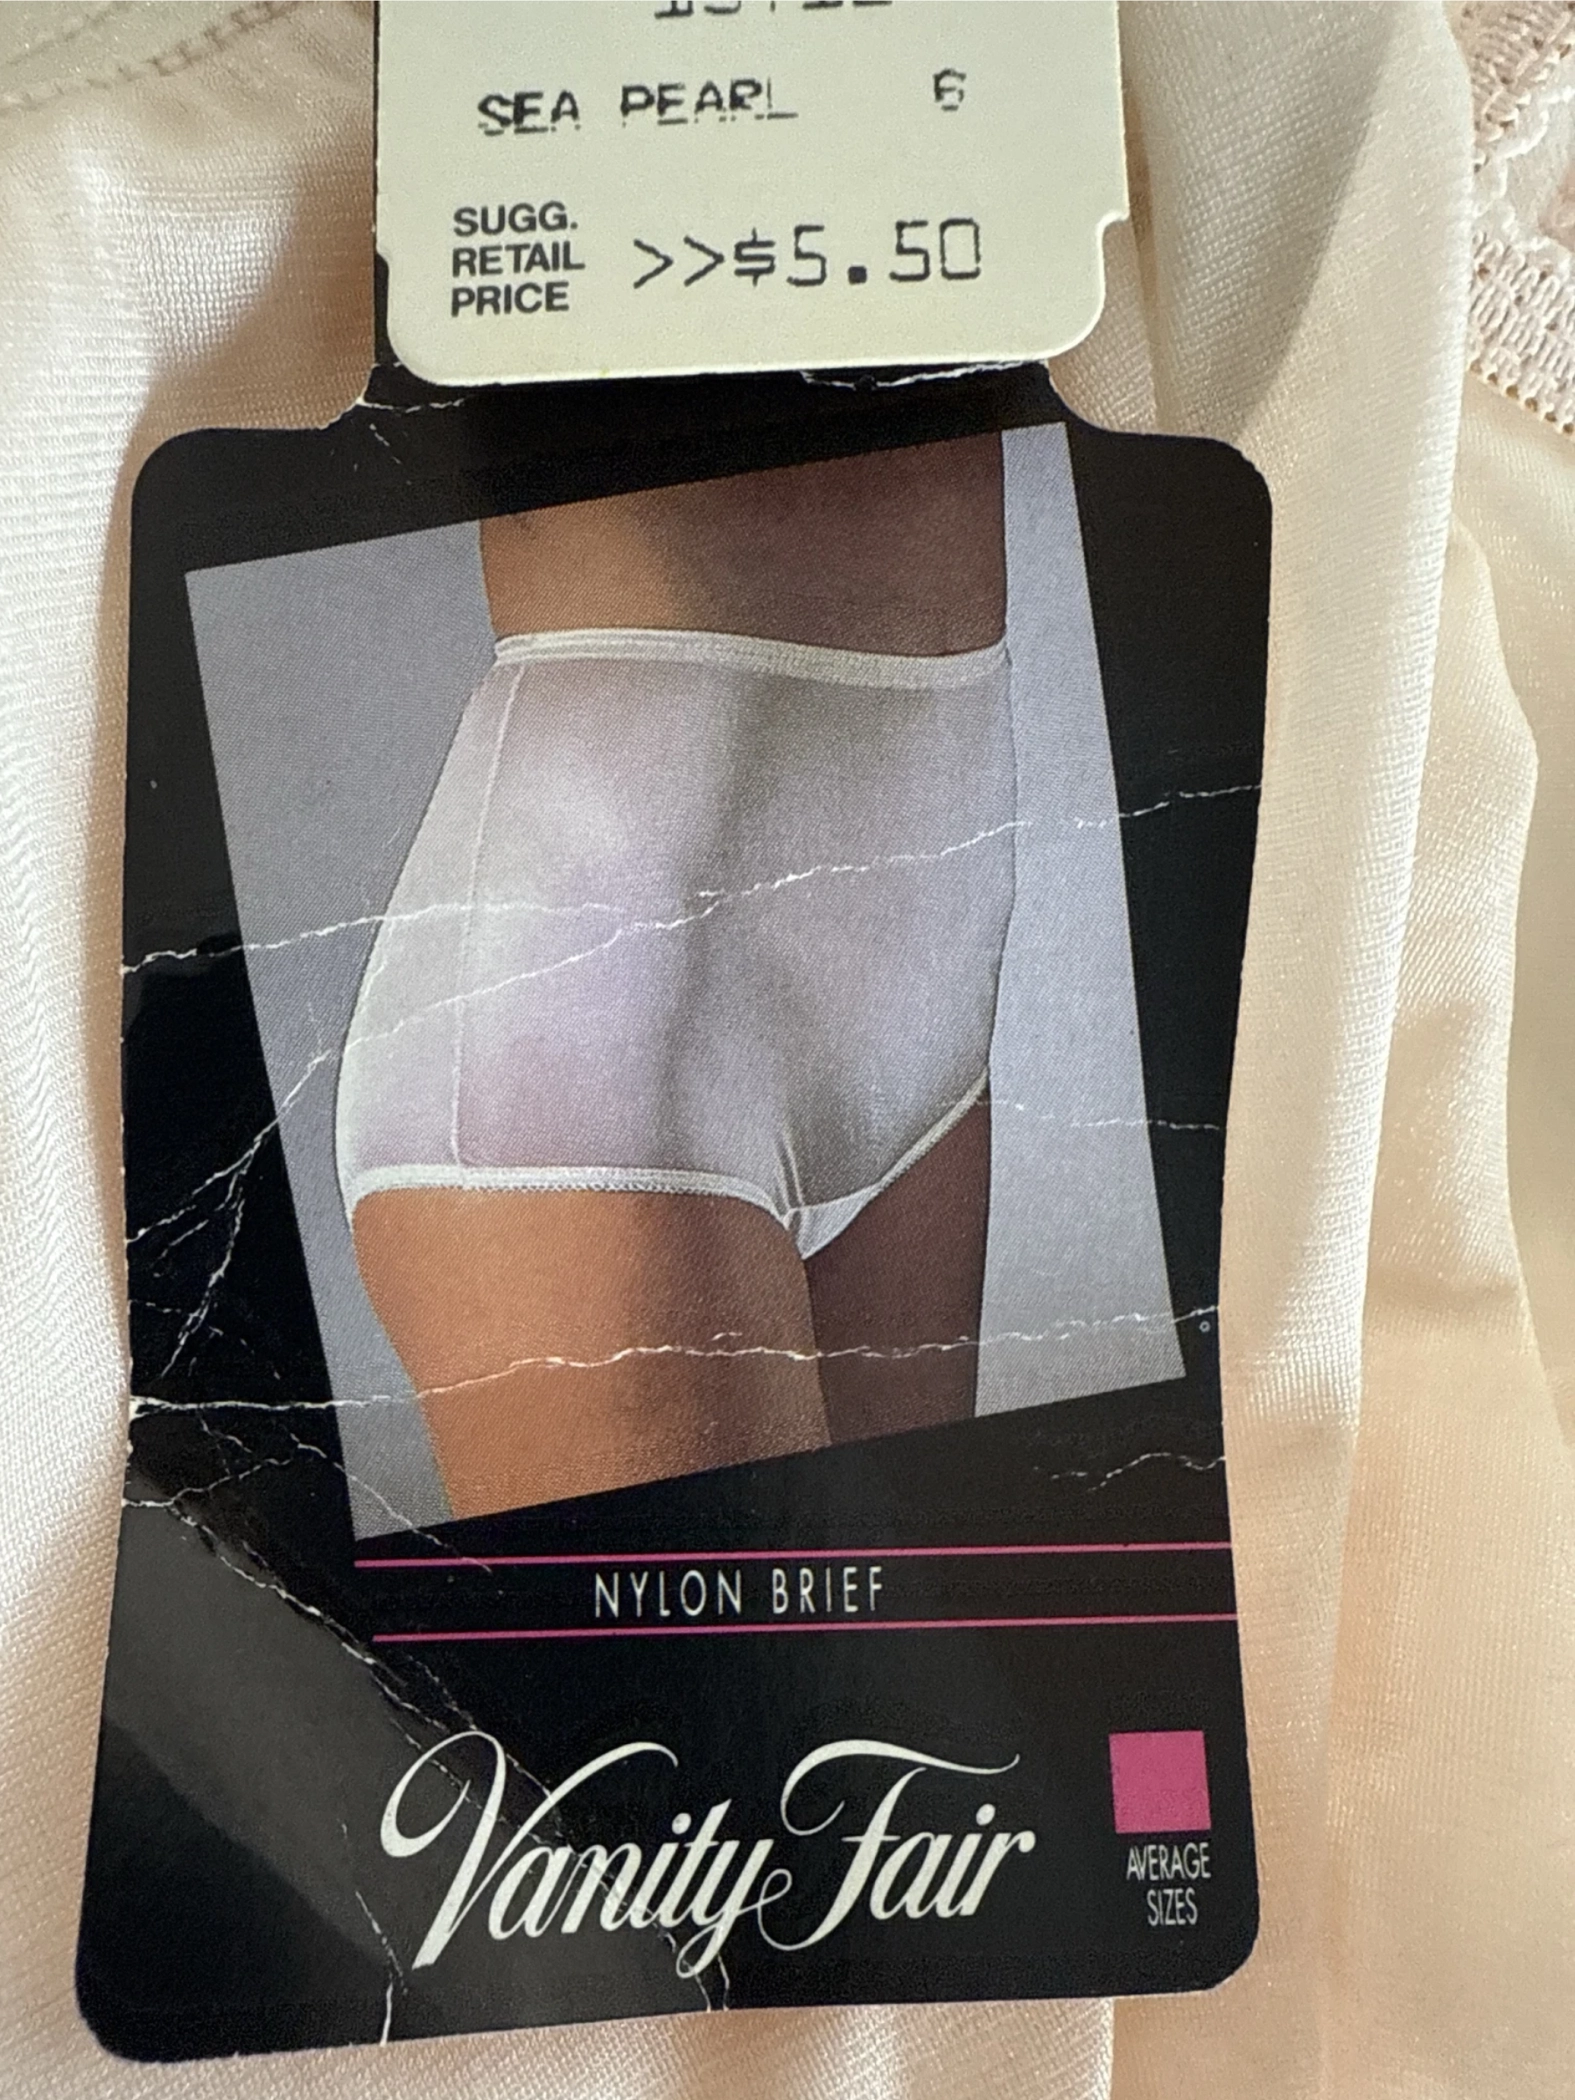 SEA PEARL 6
SUGG.
RETAIL
PRICE >>$5.50
NYLON BRIEF
Vanity Fair
AVERAGE
SIZES